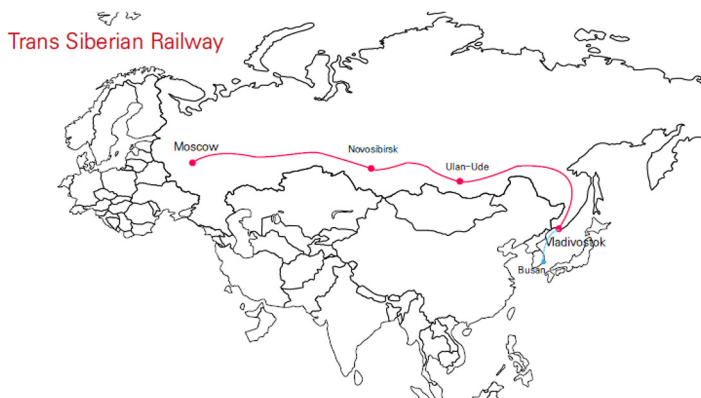 Trans Siberian Railway
Moscow
Novosibirsk
Ulan-Ude
Vladivostok
Busan